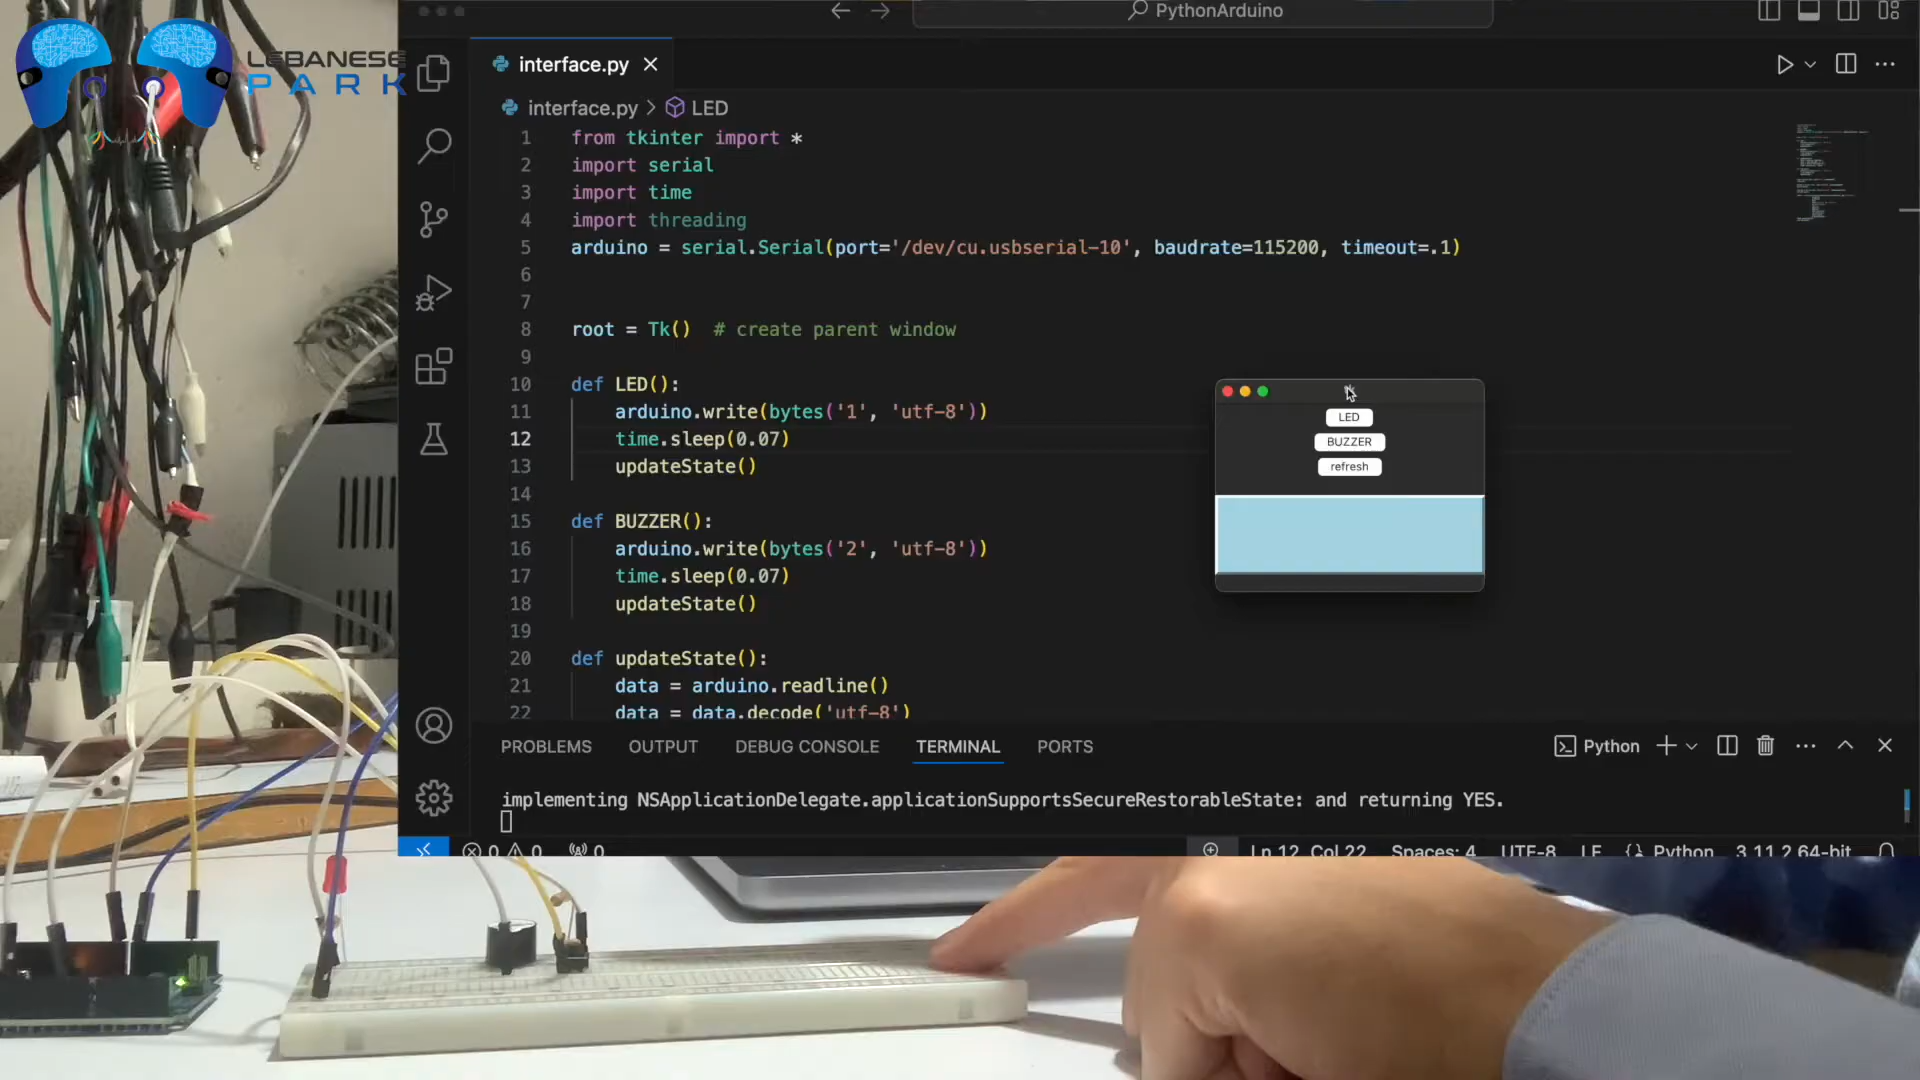 LEBANESE
PARK
PythonArduino
interface.py
interface.py > LED
1 from tkinter import *
2 import serial
3 import time
4 import threading
5 arduino = serial.Serial(port='/dev/cu.usbserial-10', baudrate=115200, timeout=.1)
6
7
8 root = Tk()  # create parent window
9
10 def LED():
11     arduino.write(bytes('1', 'utf-8'))
12     time.sleep(0.07)
13     updateState()
14
15 def BUZZER():
16     arduino.write(bytes('2', 'utf-8'))
17     time.sleep(0.07)
18     updateState()
19
20 def updateState():
21     data = arduino.readline()
22     data = data.decode('utf-8')
LED
BUZZER
refresh
PROBLEMS OUTPUT DEBUG CONSOLE TERMINAL PORTS Python
implementing NSApplicationDelegate.applicationSupportsSecureRestorableState: and returning YES.
0 0 0 Ln 12, Col 22 Spaces: 4 UTF-8 LF {} Python 3.11.2 64-bit